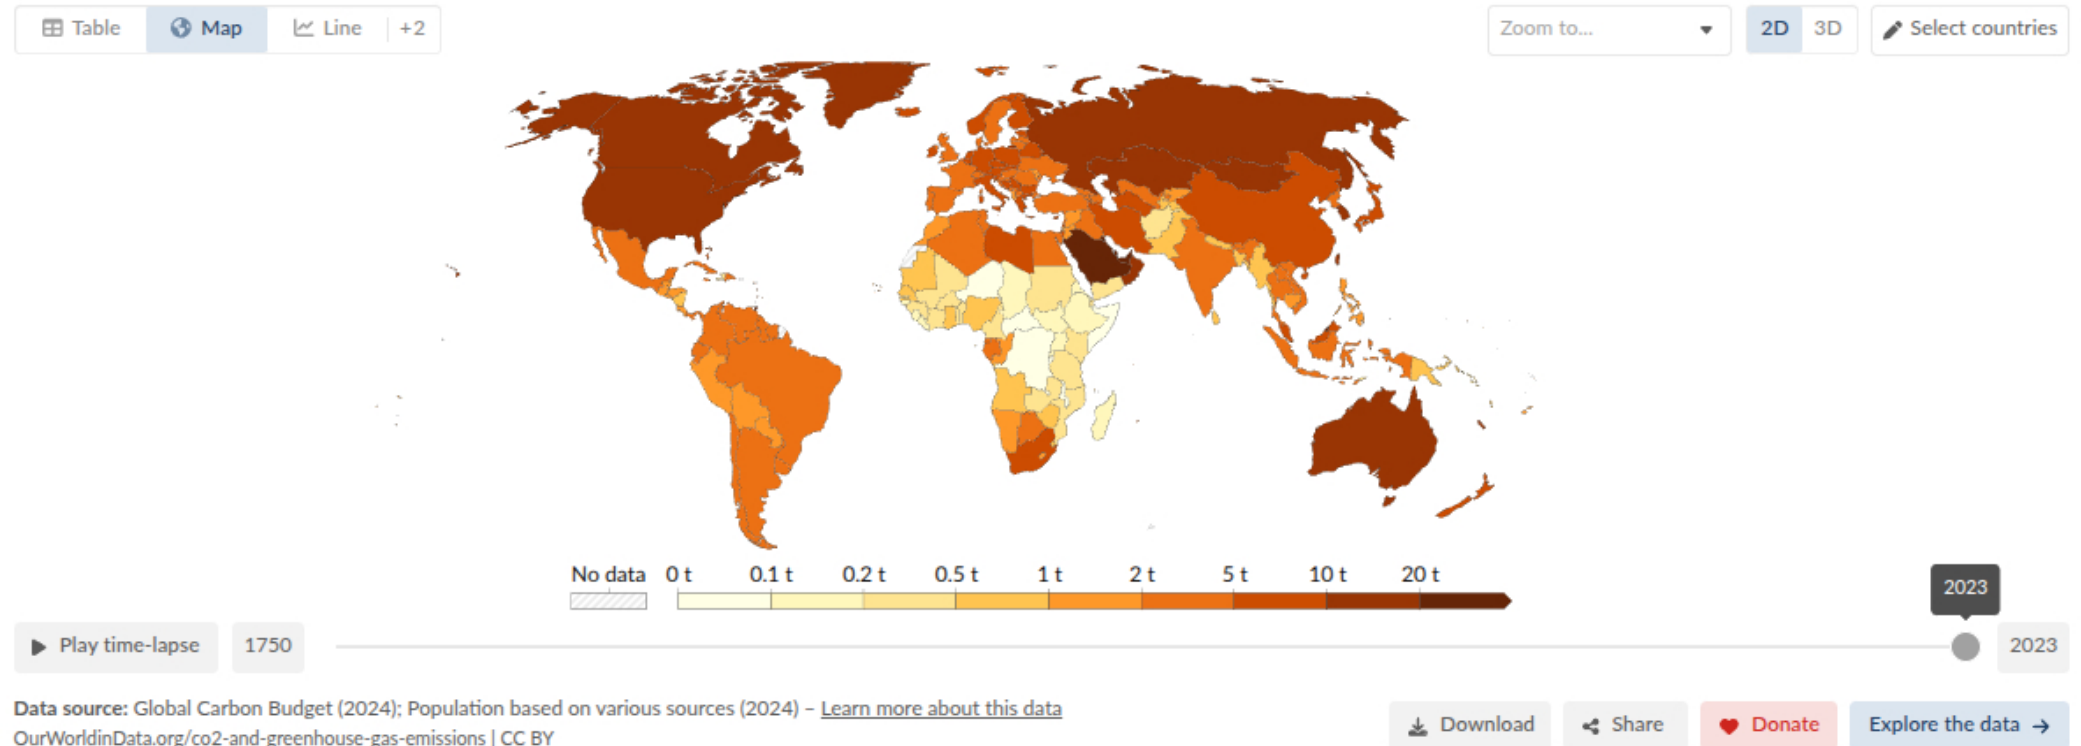 Table Map Line +2 Zoom to... 2D 3D Select countries
No data 0 t 0.1 t 0.2 t 0.5 t 1 t 2 t 5 t 10 t 20 t
2023
Play time-lapse 1750 2023
Data source: Global Carbon Budget (2024); Population based on various sources (2024) – Learn more about this data
OurWorldinData.org/co2-and-greenhouse-gas-emissions | CC BY
Download Share Donate Explore the data →